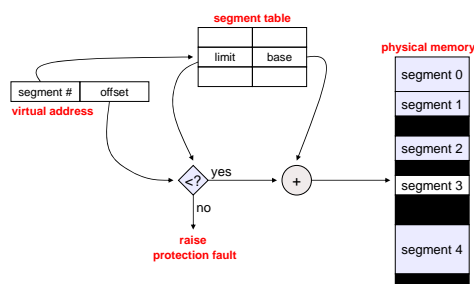 segment table
limit base
physical memory
segment # offset
virtual address
segment 0
segment 1
segment 2
segment 3
segment 4
<? yes
+
no
raise
protection fault